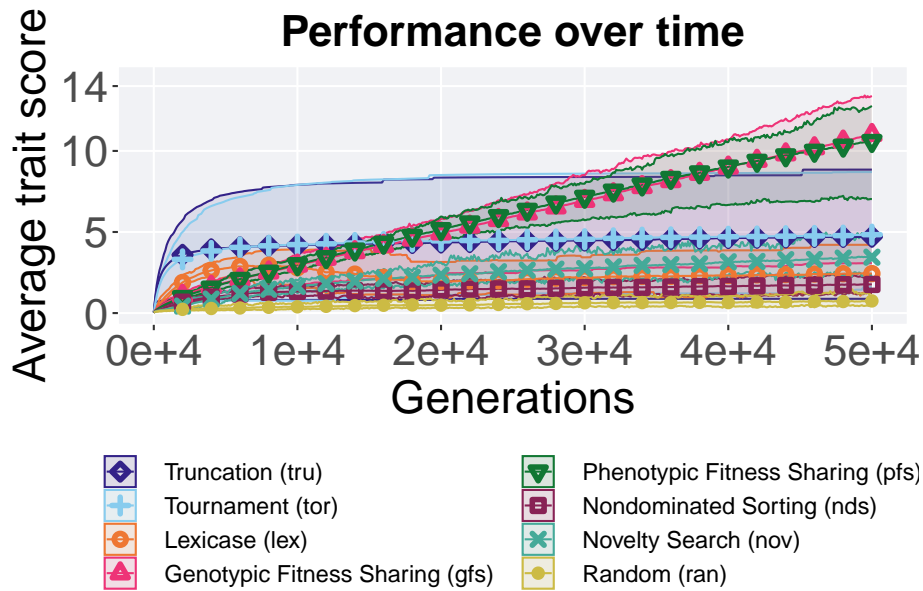 Performance over time
Average trait score
14
10
5
0
0e+4 1e+4 2e+4 3e+4 4e+4 5e+4
Generations
Truncation (tru)
Tournament (tor)
Lexicase (lex)
Genotypic Fitness Sharing (gfs)
Phenotypic Fitness Sharing (pfs)
Nondominated Sorting (nds)
Novelty Search (nov)
Random (ran)